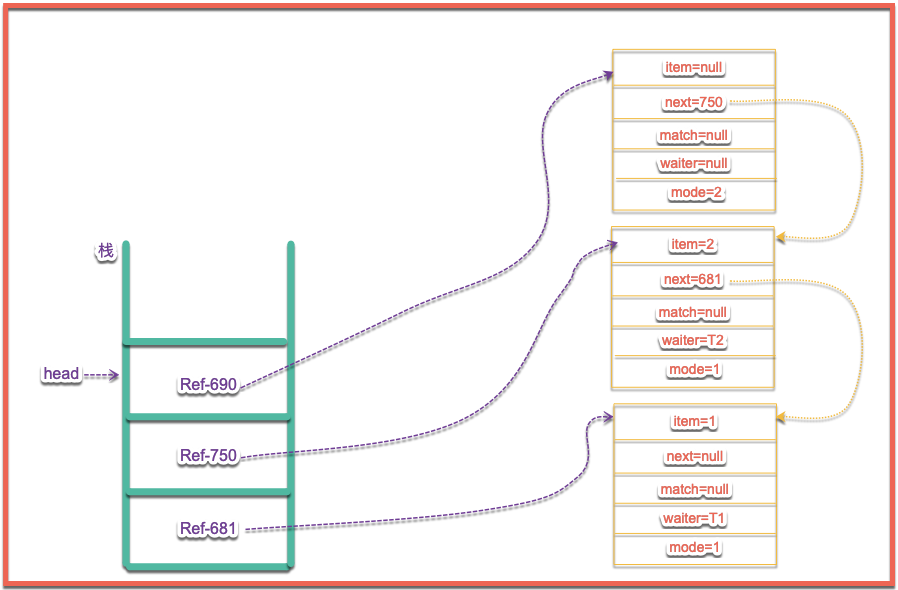 栈
head
Ref-690
Ref-750
Ref-681
item=null
next=750
match=null
waiter=null
mode=2
item=2
next=681
match=null
waiter=T2
mode=1
item=1
next=null
match=null
waiter=T1
mode=1